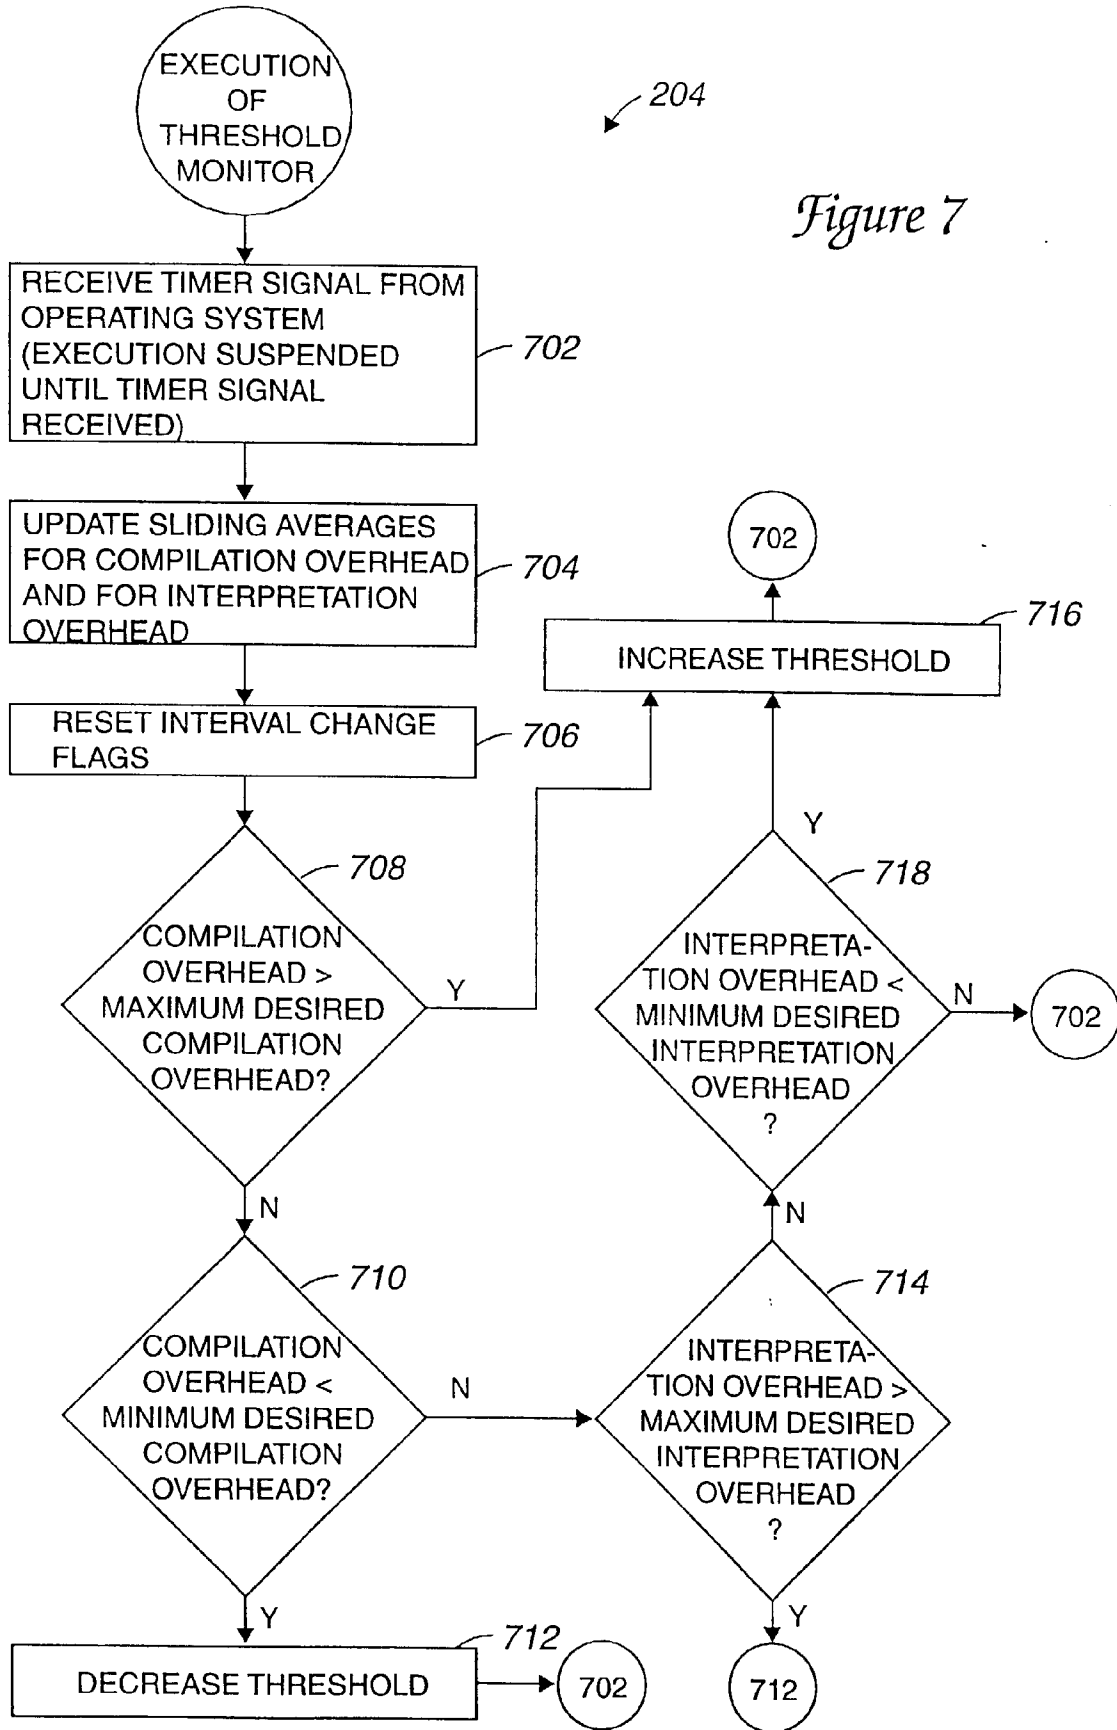 EXECUTION
OF
THRESHOLD
MONITOR
204
Figure 7
RECEIVE TIMER SIGNAL FROM
OPERATING SYSTEM
(EXECUTION SUSPENDED
UNTIL TIMER SIGNAL
RECEIVED)
702
UPDATE SLIDING AVERAGES
FOR COMPILATION OVERHEAD
AND FOR INTERPRETATION
OVERHEAD
704
702
716
INCREASE THRESHOLD
RESET INTERVAL CHANGE
FLAGS
706
708
COMPILATION
OVERHEAD >
MAXIMUM DESIRED
COMPILATION
OVERHEAD?
Y
N
Y
718
INTERPRETA-
TION OVERHEAD <
MINIMUM DESIRED
INTERPRETATION
OVERHEAD
?
N
702
N
710
COMPILATION
OVERHEAD <
MINIMUM DESIRED
COMPILATION
OVERHEAD?
N
714
INTERPRETA-
TION OVERHEAD >
MAXIMUM DESIRED
INTERPRETATION
OVERHEAD
?
Y
712
DECREASE THRESHOLD
702
Y
712